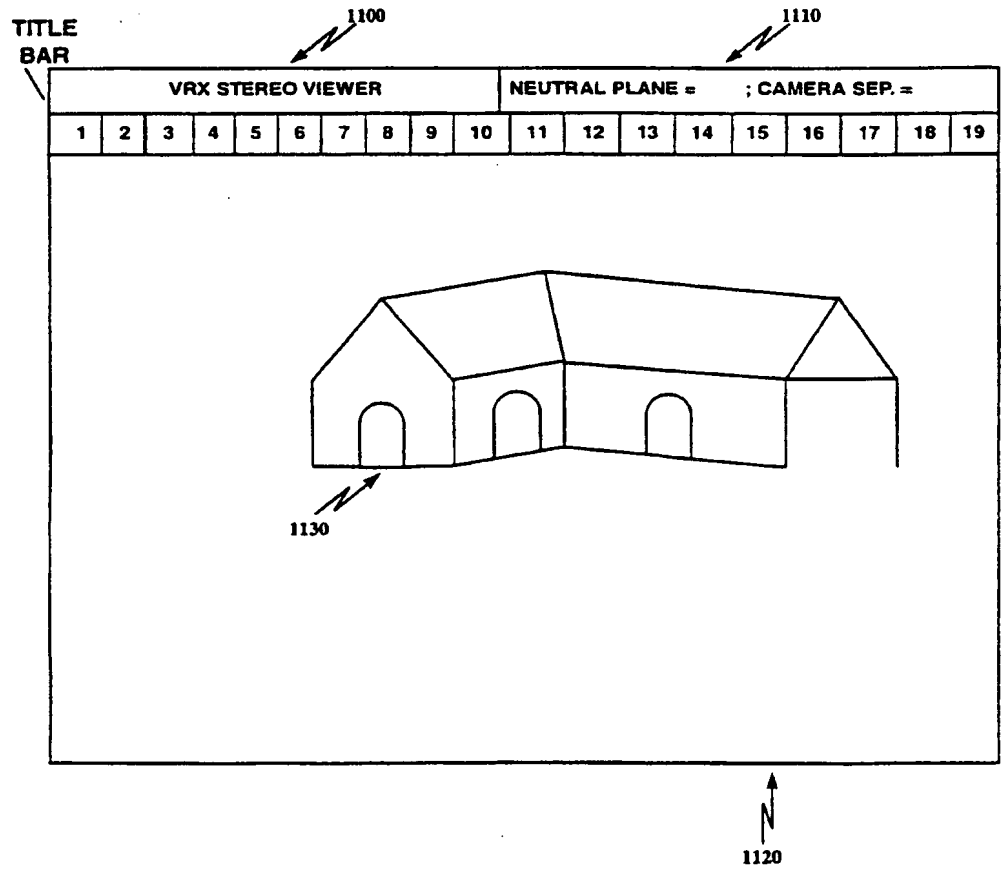 1100
1110
TITLE
BAR
VRX STEREO VIEWER
NEUTRAL PLANE = ; CAMERA SEP. =
1 2 3 4 5 6 7 8 9 10 11 12 13 14 15 16 17 18 19
1130
1120